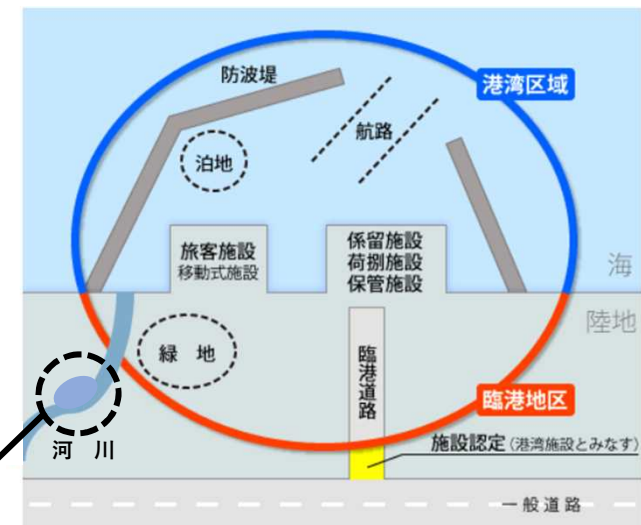 防波堤
港湾区域
航路
泊地
旅客施設
移動式施設
係留施設
荷捌施設
保管施設
海
陸地
緑 地
臨港道路
臨港地区
河 川
施設認定(港湾施設とみなす)
一般道路